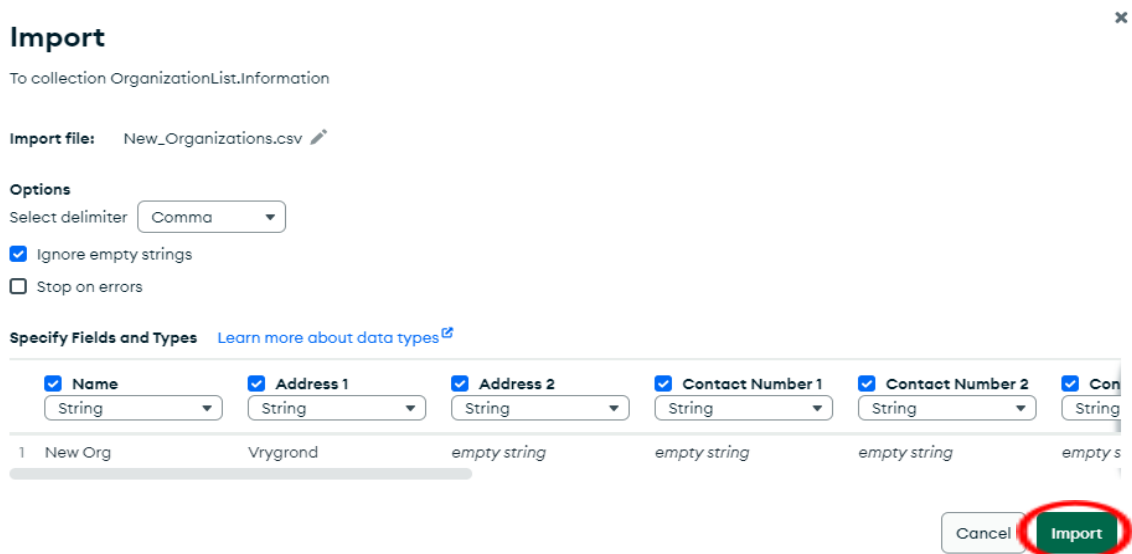 Import
To collection OrganizationList.Information
Import file: New_Organizations.csv
Options
Select delimiter Comma
Ignore empty strings
Stop on errors
Specify Fields and Types Learn more about data types
Name Address 1 Address 2 Contact Number 1 Contact Number 2
String String String String String String
1 New Org Vrygrond empty string empty string empty string
Cancel Import